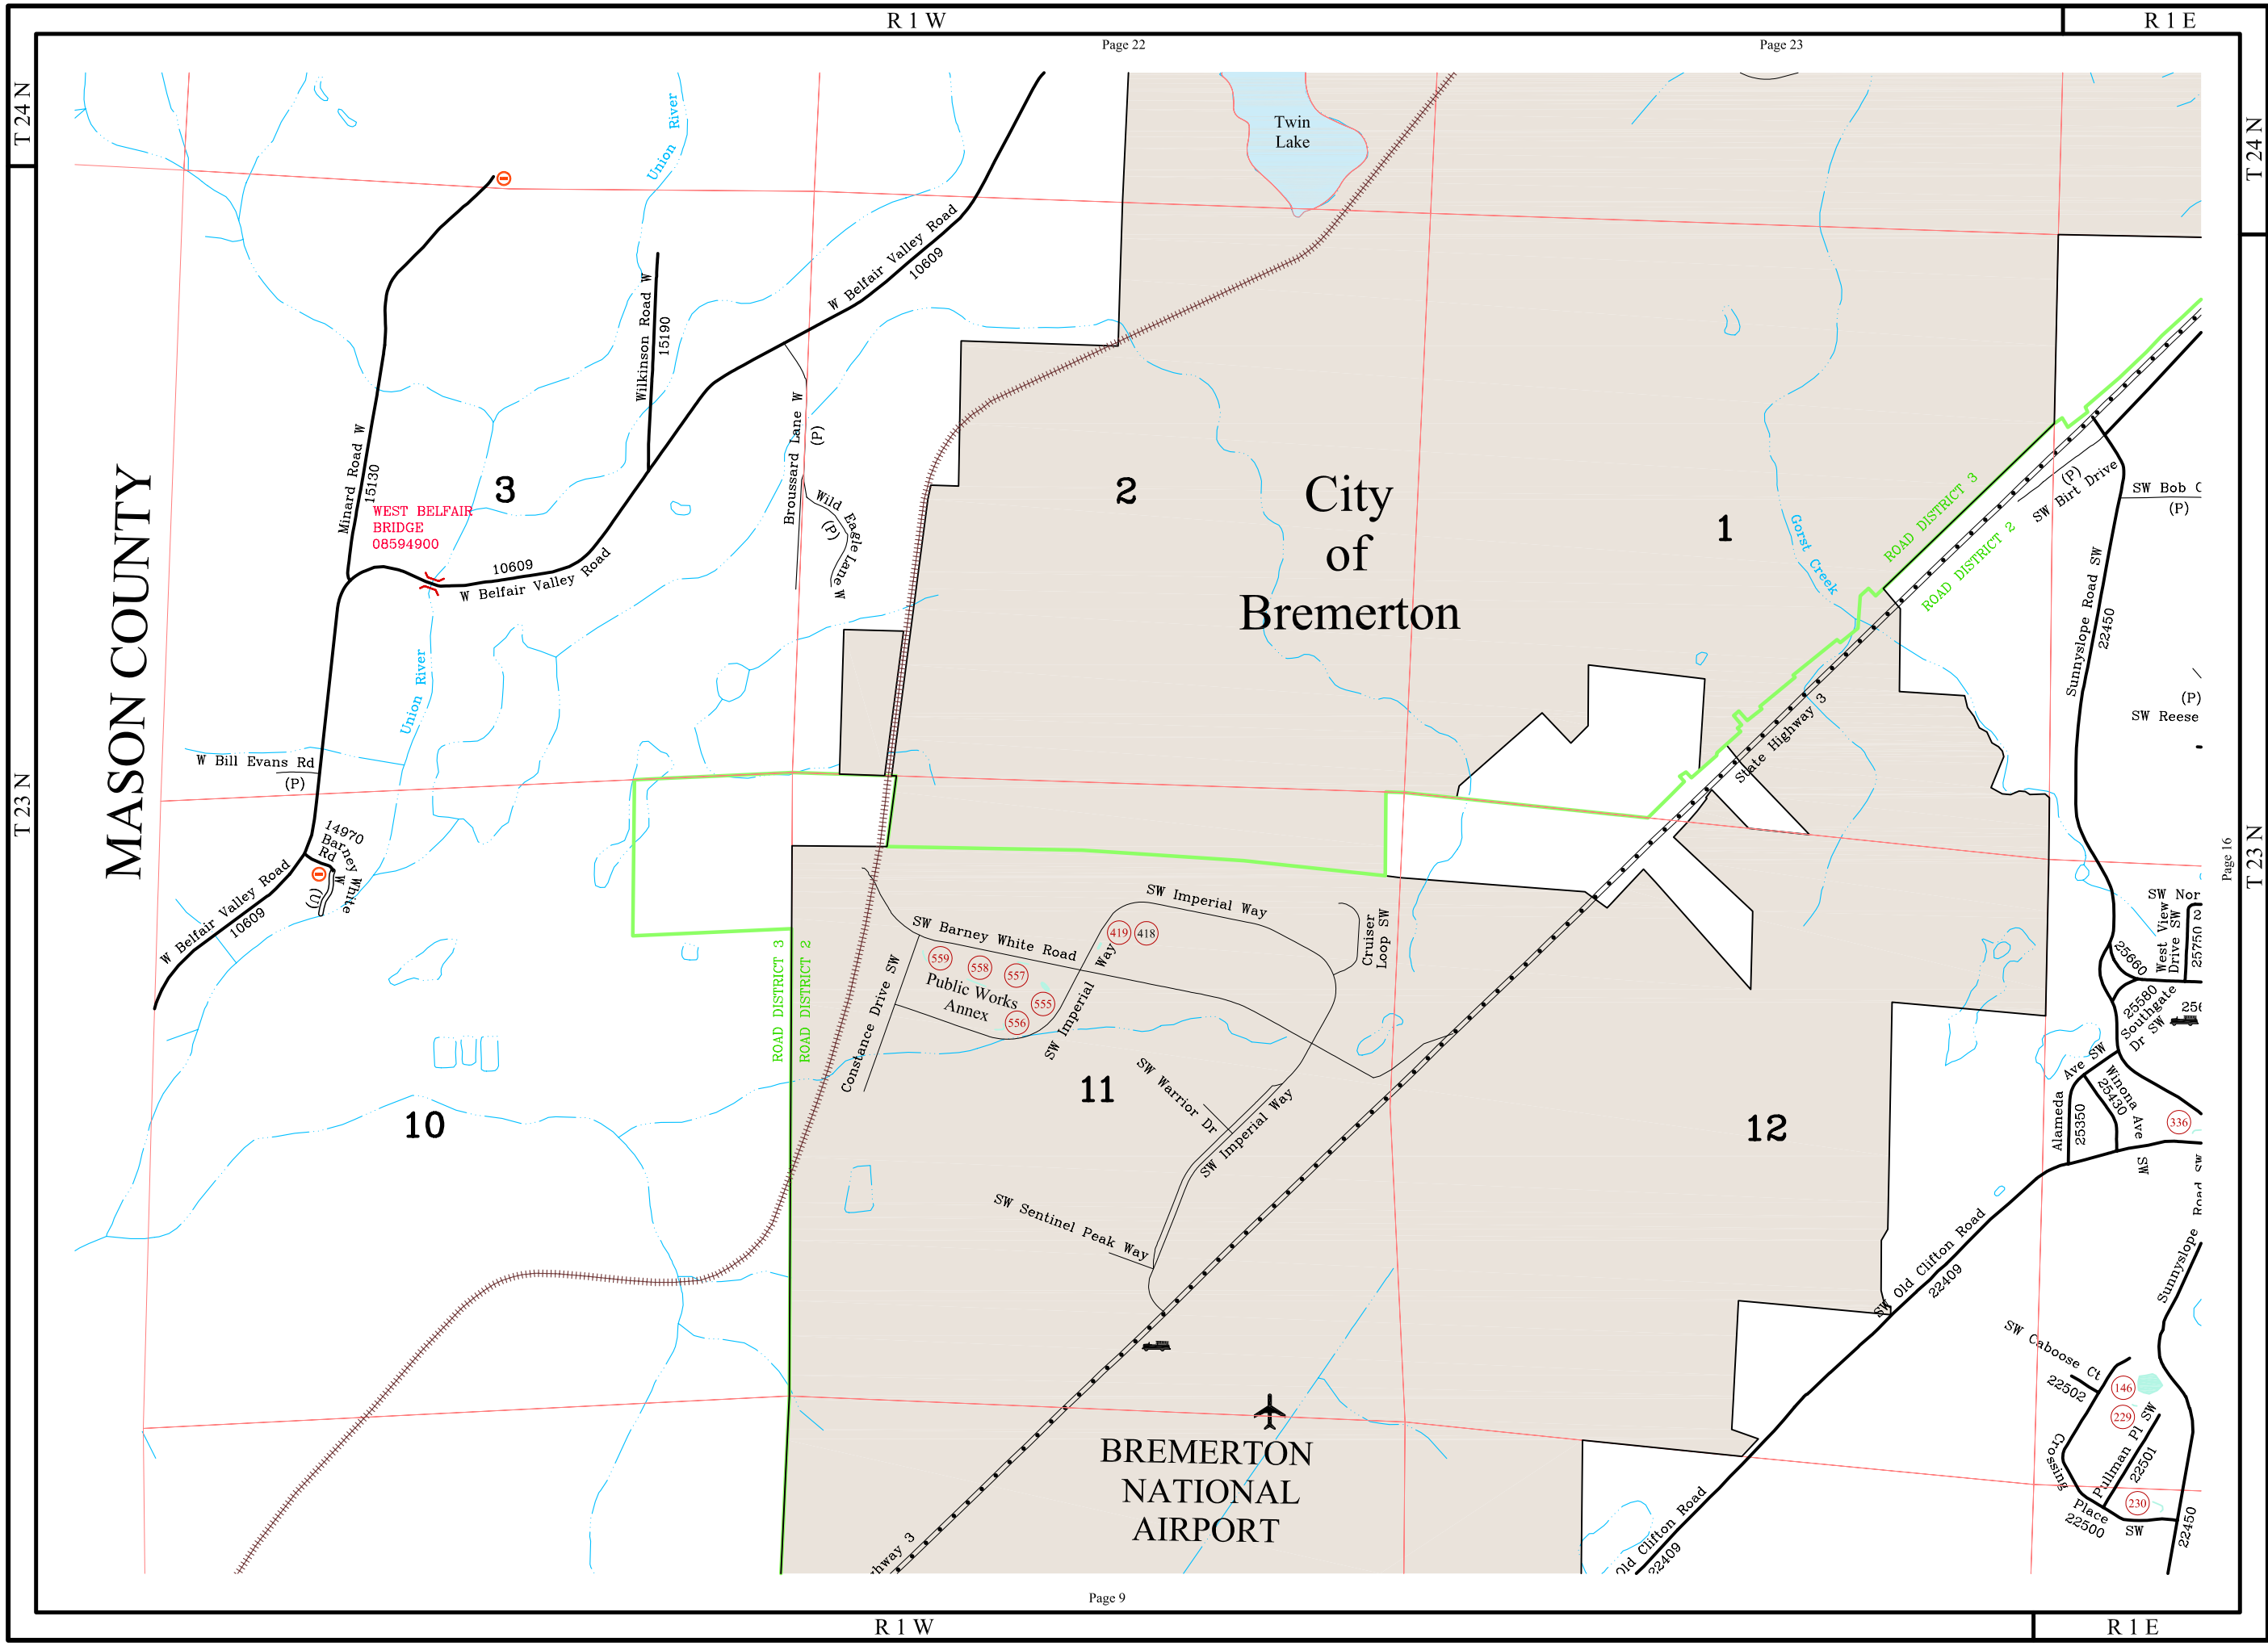 R 1 W
R 1 E
Page 22
Page 23
T 24 N
T 24 N
Union River
Twin
Lake
W Belfair Valley Road
10609
Wilkinson Road W
15190
Minard Road W
15130
3
WEST BELFAIR
BRIDGE
08594900
10609
W Belfair Valley Road
Broussard Lane W
(P)
Wild Eagle Lane W
(P)
2
City
of
Bremerton
1
Gorst Creek
ROAD DISTRICT 3
ROAD DISTRICT 2
(P)
SW Birt Drive
SW Bob
(P)
Sunnyslope Road SW
22450
(P)
SW Reese
MASON COUNTY
Union River
W Bill Evans Rd
(P)
State Highway 3
T 23 N
T 23 N
Page 16
14970
Barney White
Rd W
(U)
W Belfair Valley Road
10609
SW Imperial Way
SW Barney White Road
419
418
Cruiser
Loop SW
559
558
557
555
556
Public Works
Annex
SW Imperial Way
Constance Drive SW
ROAD DISTRICT 3
ROAD DISTRICT 2
SW Nor
West View
Drive SW
25750
25660
25580
Southgate
Dr SW
256
10
11
12
SW Warrior Dr
SW Imperial Way
SW Sentinel Peak Way
Alameda Ave SW
25350
Winona Ave SW
25430
336
Sunnyslope Road SW
SW Old Clifton Road
22409
SW Caboose Ct
22502
146
229
Pullman Pl SW
22501
230
Crossing Place SW
22500
22450
BREMERTON
NATIONAL
AIRPORT
hway 3
Old Clifton Road
22409
Page 9
R 1 W
R 1 E